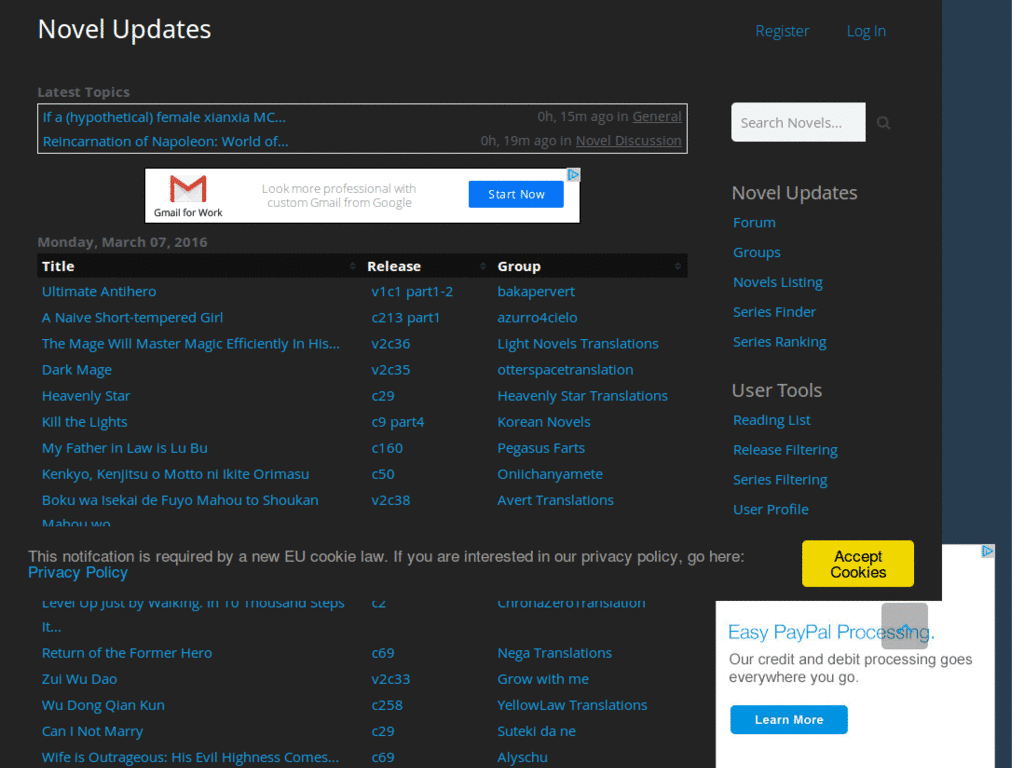 Novel Updates
Register Log In
Latest Topics
If a (hypothetical) female xianxia MC... 0h, 15m ago in General
Reincarnation of Napoleon: World of... 0h, 19m ago in Novel Discussion
Search Novels...
Gmail for Work
Look more professional with
custom Gmail from Google
Start Now
Monday, March 07, 2016
Title Release Group
Ultimate Antihero v1c1 part1-2 bakapervert
A Naive Short-tempered Girl c213 part1 azurro4cielo
The Mage Will Master Magic Efficiently In His... v2c36 Light Novels Translations
Dark Mage v2c35 otterspacetranslation
Heavenly Star c29 Heavenly Star Translations
Kill the Lights c9 part4 Korean Novels
My Father in Law is Lu Bu c160 Pegasus Farts
Kenkyo, Kenjitsu o Motto ni Ikite Orimasu c50 Oniichanyamete
Boku wa Isekai de Fuyo Mahou to Shoukan v2c38 Avert Translations
Mahou wo
Novel Updates
Forum
Groups
Novels Listing
Series Finder
Series Ranking
User Tools
Reading List
Release Filtering
Series Filtering
User Profile
This notifcation is required by a new EU cookie law. If you are interested in our privacy policy, go here:
Privacy Policy
Accept
Cookies
Level Up Just by Walking. In 10 Thousand Steps c2 ChronaZeroTranslation
It...
Return of the Former Hero c69 Nega Translations
Zui Wu Dao v2c33 Grow with me
Wu Dong Qian Kun c258 YellowLaw Translations
Can I Not Marry c29 Suteki da ne
Wife is Outrageous: His Evil Highness Comes... c69 Alyschu
Easy PayPal Processing.
Our credit and debit processing goes
everywhere you go.
Learn More